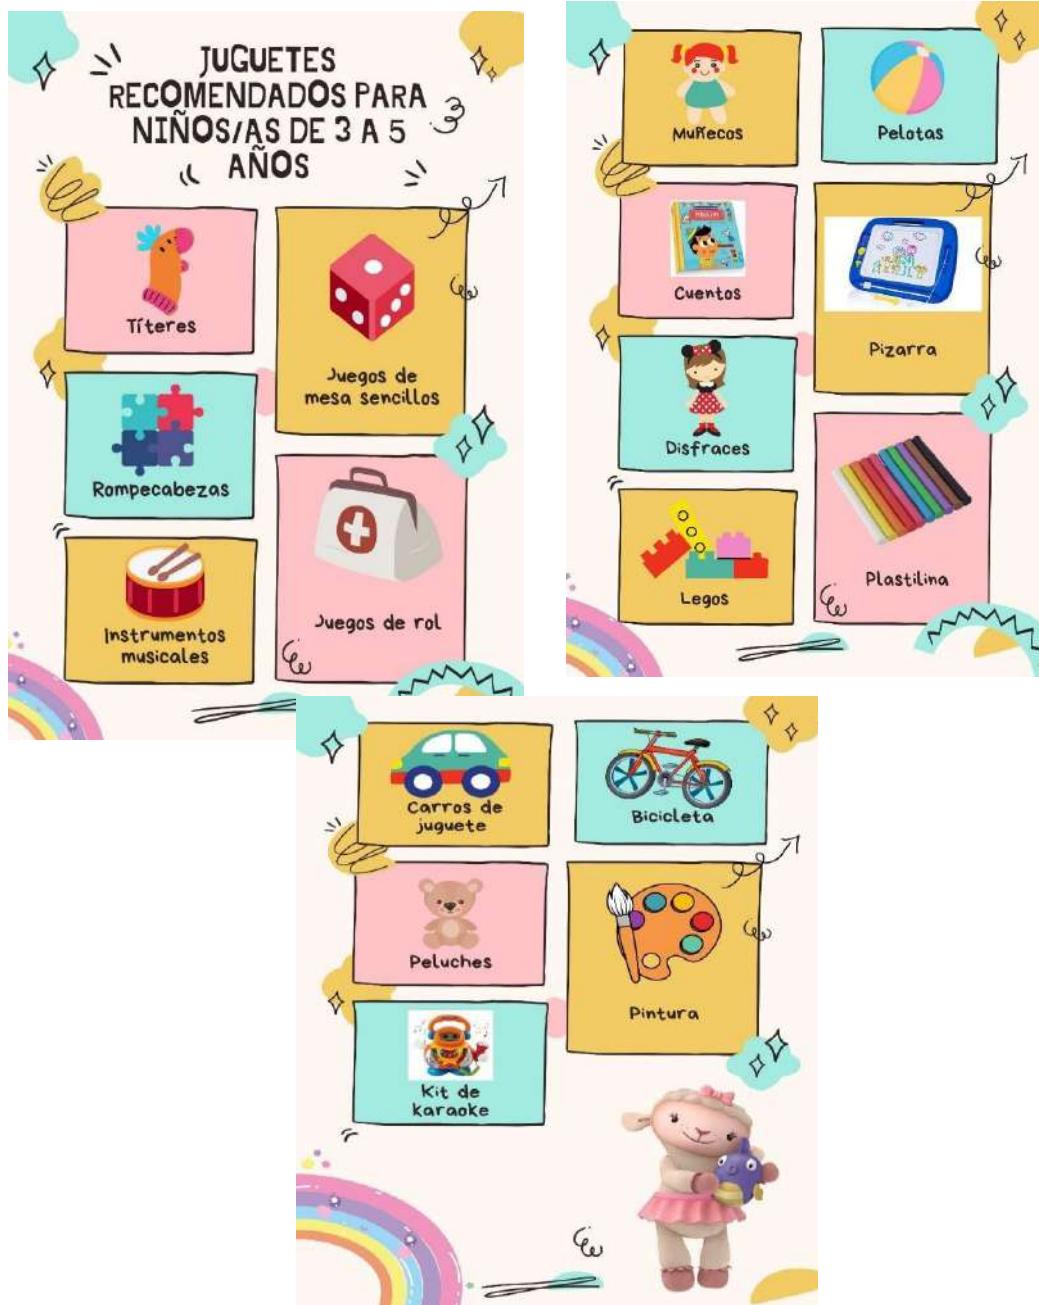 JUGUETES
RECOMENDADOS PARA
NIÑOS/AS DE 3 A 5
AÑOS
Títeres
Juegos de
mesa sencillos
Rompecabezas
Juegos de rol
Instrumentos
musicales
Muñecos
Pelotas
Cuentos
Pizarra
Disfraces
Plastilina
Legos
Carros de
juguete
Bicicleta
Peluches
Pintura
Kit de
karaoke